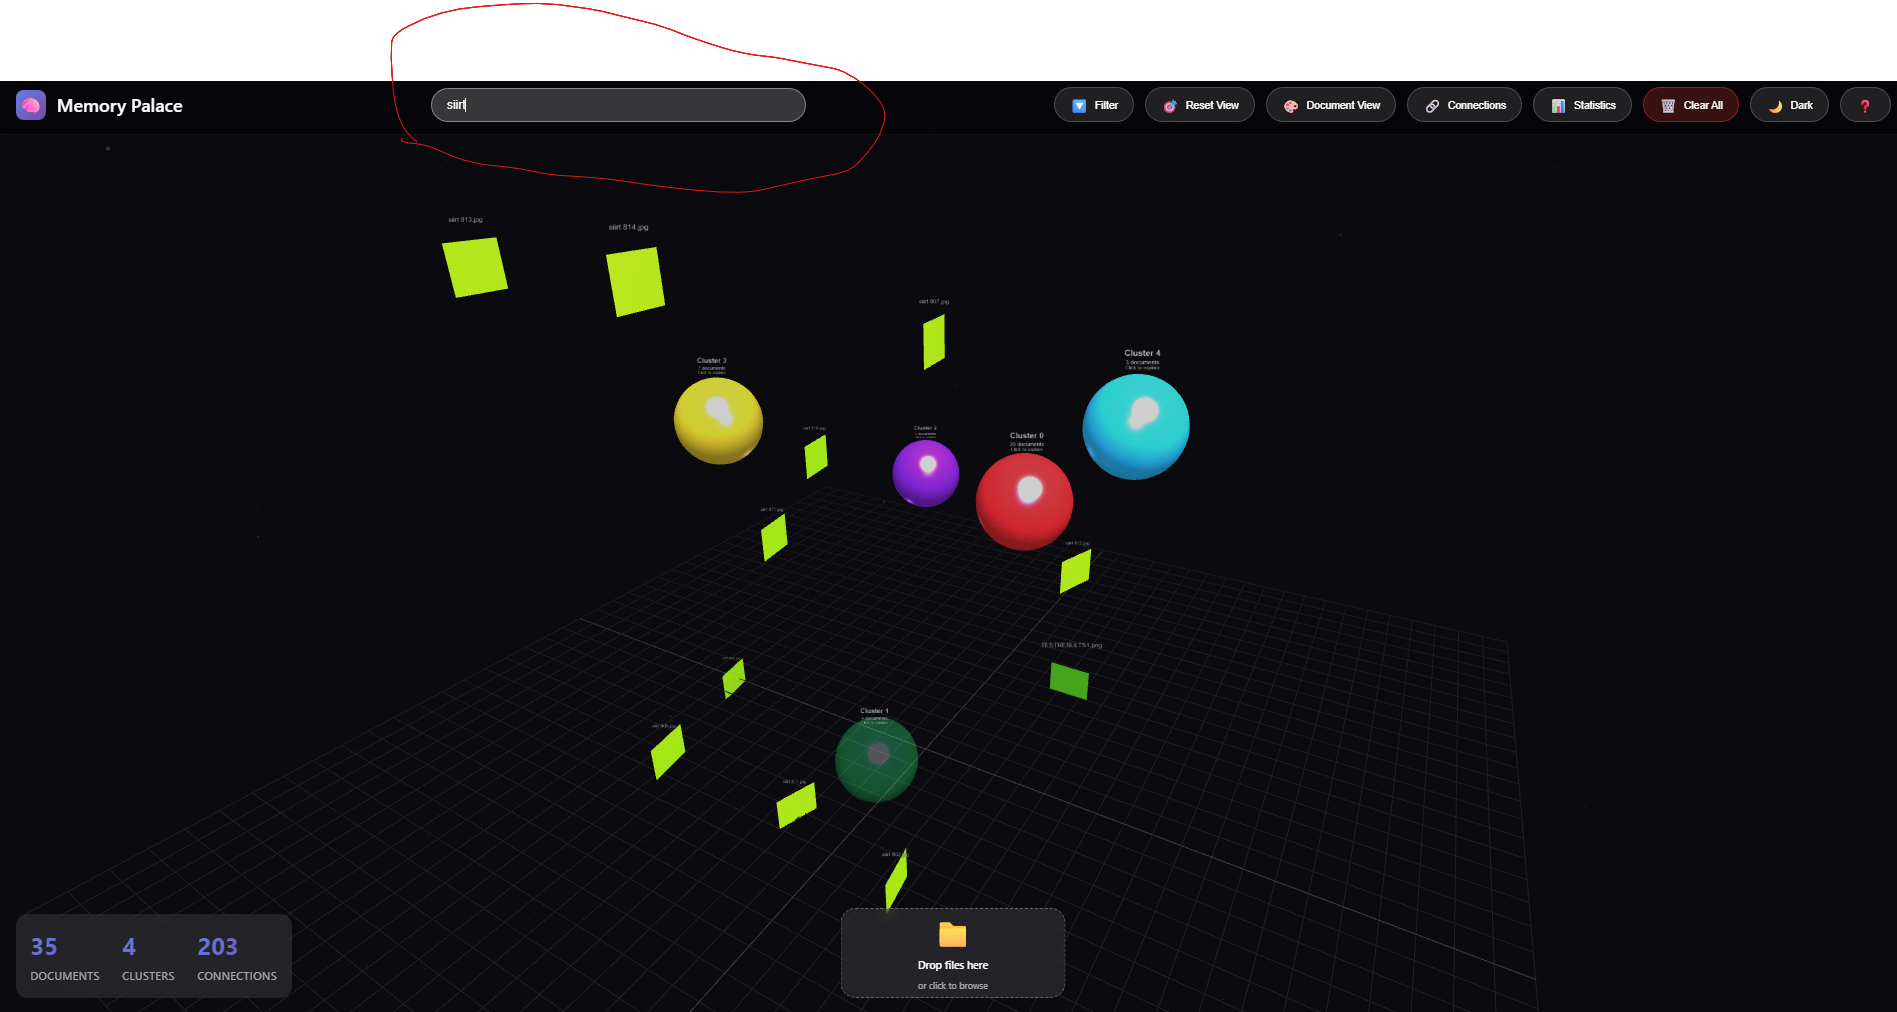 Memory Palace
siirt
Filter
Reset View
Document View
Connections
Statistics
Clear All
Dark
?
siirt 813.jpg
siirt 814.jpg
siirt 807.jpg
Cluster 3
7 documents
Click to explore
Cluster 4
3 documents
Click to explore
Cluster 2
Cluster 0
20 documents
Click to explore
TESTRESULTS1.png
Cluster 1
35
DOCUMENTS
4
CLUSTERS
203
CONNECTIONS
Drop files here
or click to browse